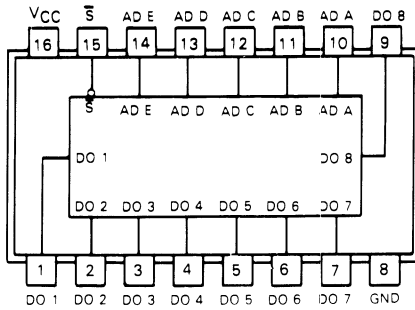 VCC S̅ AD E AD D AD C AD B AD A DO 8
16 15 14 13 12 11 10 9
S̅ AD E AD D AD C AD B AD A
DO 1 DO 8
DO 2 DO 3 DO 4 DO 5 DO 6 DO 7
1 2 3 4 5 6 7 8
DO 1 DO 2 DO 3 DO 4 DO 5 DO 6 DO 7 GND